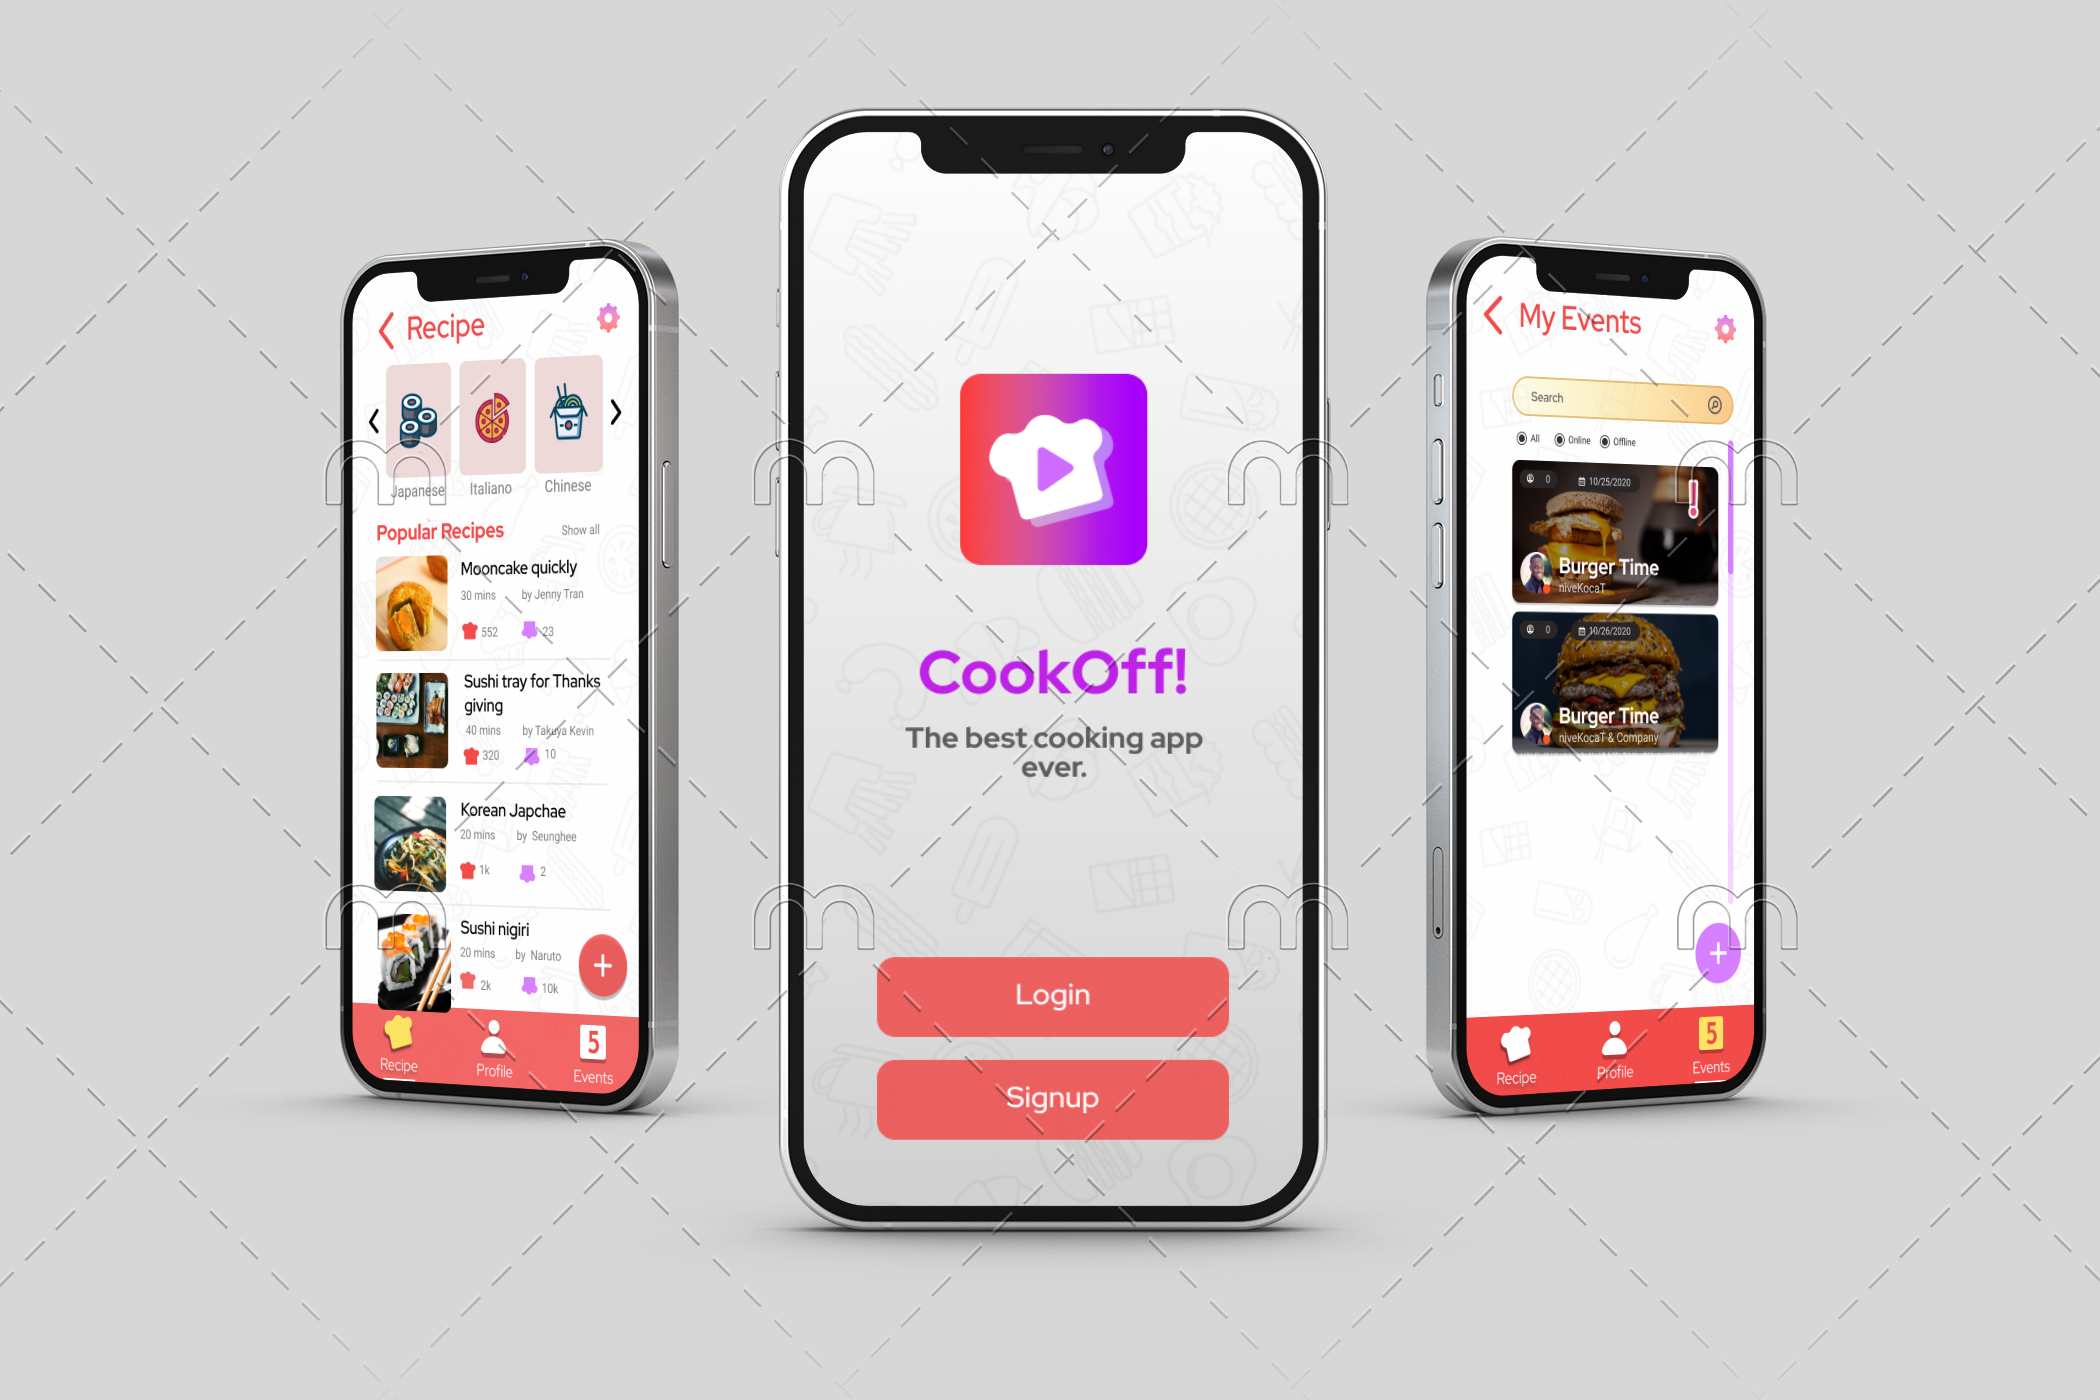 Recipe
Japanese
Italiano
Chinese
Popular Recipes
Show all
Mooncake quickly
30 mins by Jenny Tran
552 23
Sushi tray for Thanks
giving
40 mins by Takuya Kevin
320 10
Korean Japchae
20 mins by Seunghee
1k 2
Sushi nigiri
20 mins by Naruto
2k 10k
+
Recipe
Profile
5
Events
CookOff!
The best cooking app
ever.
Login
Signup
My Events
Search
All Online Offline
0 10/25/2020
!
Burger Time
niveKocaT
0 10/26/2020
Burger Time
niveKocaT & Company
+
Recipe
Profile
5
Events
m m m m
m m m m